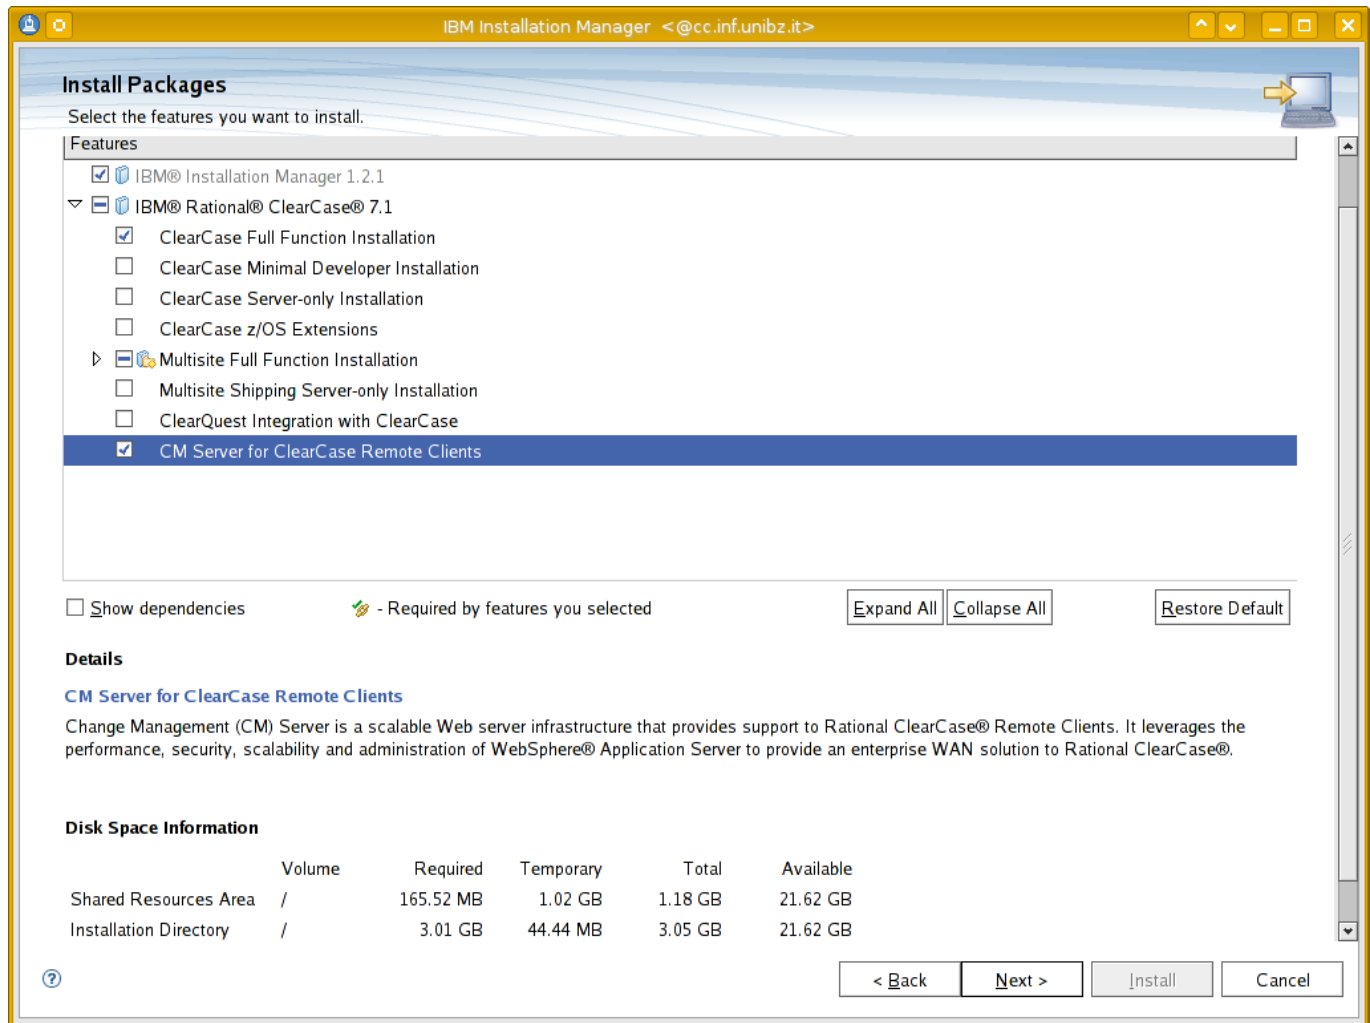 IBM Installation Manager <@cc.inf.unibz.it>
Install Packages
Select the features you want to install.
Features
IBM® Installation Manager 1.2.1
IBM® Rational® ClearCase® 7.1
ClearCase Full Function Installation
ClearCase Minimal Developer Installation
ClearCase Server-only Installation
ClearCase z/OS Extensions
Multisite Full Function Installation
Multisite Shipping Server-only Installation
ClearQuest Integration with ClearCase
CM Server for ClearCase Remote Clients
Show dependencies - Required by features you selected Expand All Collapse All Restore Default
Details
CM Server for ClearCase Remote Clients
Change Management (CM) Server is a scalable Web server infrastructure that provides support to Rational ClearCase® Remote Clients. It leverages the
performance, security, scalability and administration of WebSphere® Application Server to provide an enterprise WAN solution to Rational ClearCase®.
Disk Space Information
Volume Required Temporary Total Available
Shared Resources Area / 165.52 MB 1.02 GB 1.18 GB 21.62 GB
Installation Directory / 3.01 GB 44.44 MB 3.05 GB 21.62 GB
? < Back Next > Install Cancel